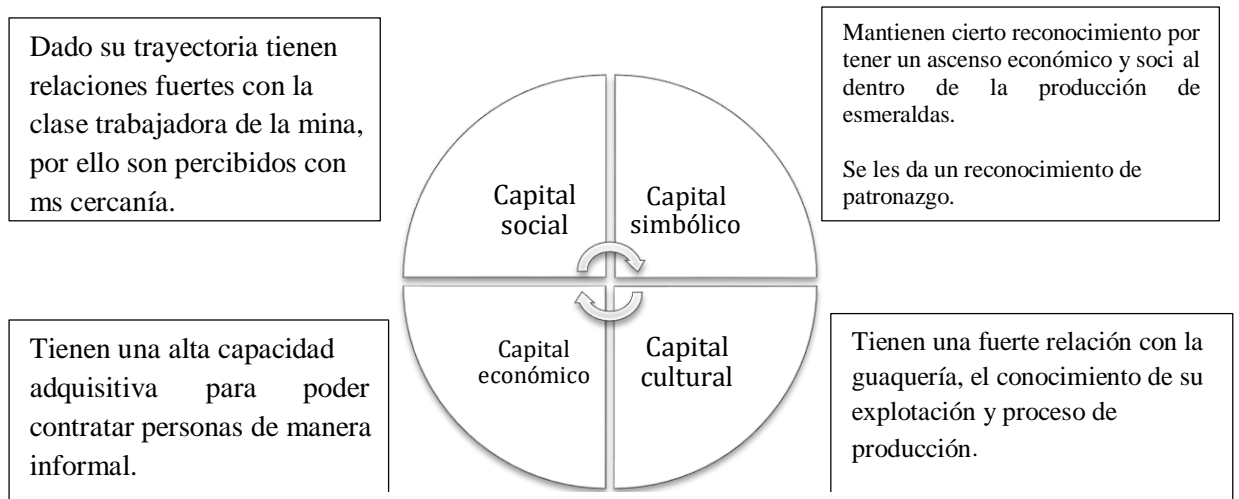 Dado su trayectoria tienen
relaciones fuertes con la
clase trabajadora de la mina,
por ello son percibidos con
ms cercanía.
Mantienen cierto reconocimiento por
tener un ascenso económico y soci al
dentro de la producción de
esmeraldas.
Se les da un reconocimiento de
patronazgo.
Capital
social
Capital
simbólico
Capital
económico
Capital
cultural
Tienen una alta capacidad
adquisitiva para poder
contratar personas de manera
informal.
Tienen una fuerte relación con la
guaquería, el conocimiento de su
explotación y proceso de
producción.